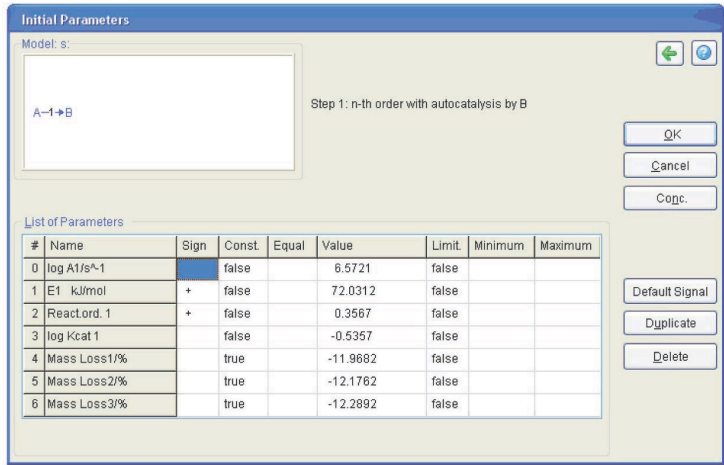 Initial Parameters
Model: s:
A–1→B
Step 1: n-th order with autocatalysis by B
OK
Cancel
Conc.
List of Parameters
# Name Sign Const. Equal Value Limit. Minimum Maximum
0 log A1/s^-1 false 6.5721 false
1 E1 kJ/mol + false 72.0312 false
2 React.ord. 1 + false 0.3567 false
3 log Kcat 1 false -0.5357 false
4 Mass Loss1/% true -11.9682 false
5 Mass Loss2/% true -12.1762 false
6 Mass Loss3/% true -12.2892 false
Default Signal
Duplicate
Delete